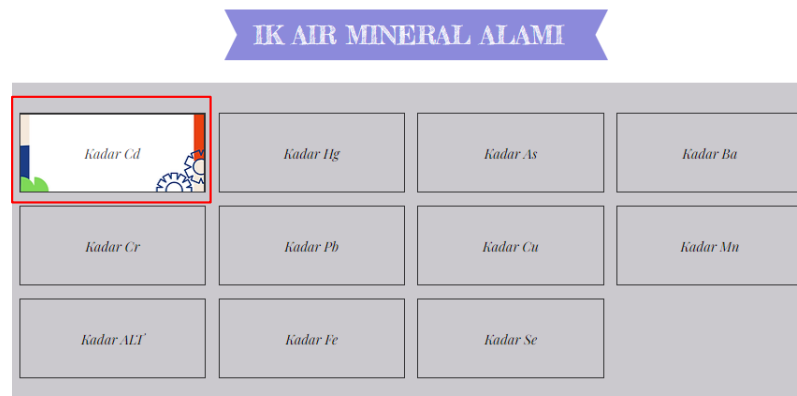 IK AIR MINERAL ALAMI
Kadar Cd
Kadar Hg
Kadar As
Kadar Ba
Kadar Cr
Kadar Pb
Kadar Cu
Kadar Mn
Kadar ALT
Kadar Fe
Kadar Se